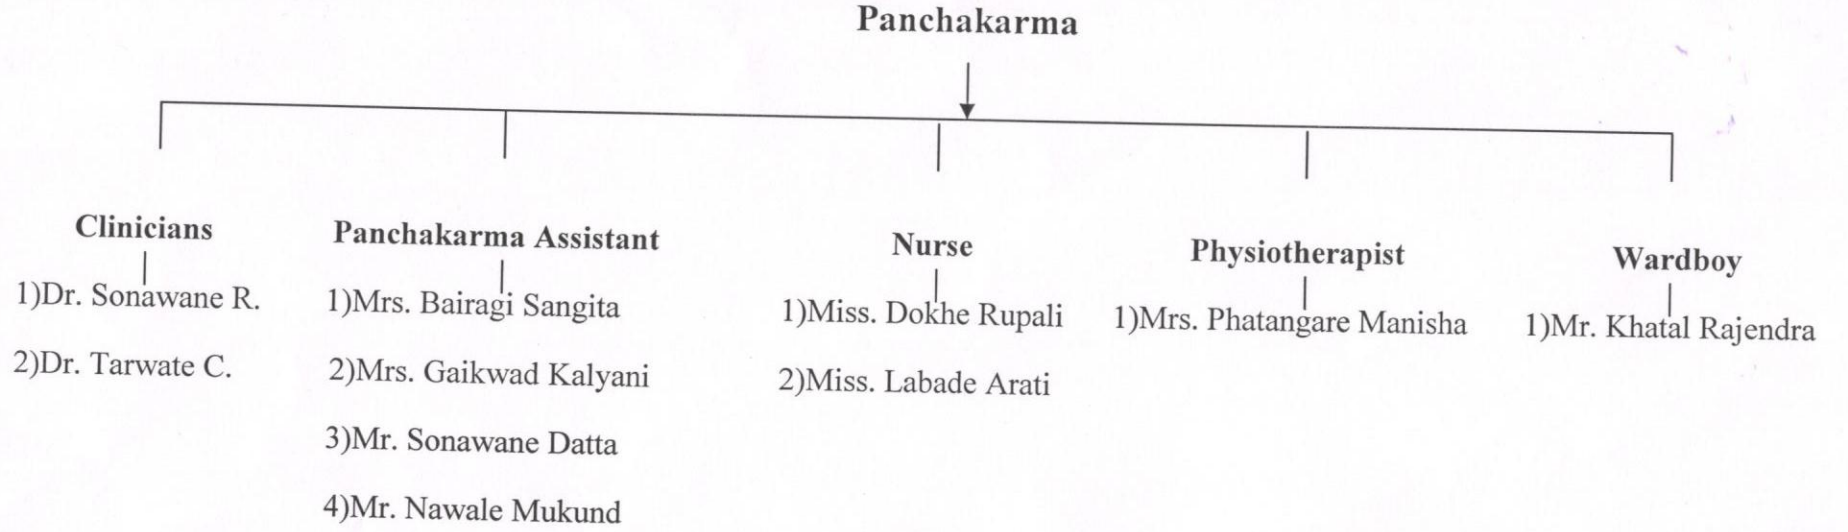 Panchakarma
Clinicians
1)Dr. Sonawane R.
2)Dr. Tarwate C.
Panchakarma Assistant
1)Mrs. Bairagi Sangita
2)Mrs. Gaikwad Kalyani
3)Mr. Sonawane Datta
4)Mr. Nawale Mukund
Nurse
1)Miss. Dokhe Rupali
2)Miss. Labade Arati
Physiotherapist
1)Mrs. Phatangare Manisha
Wardboy
1)Mr. Khatal Rajendra